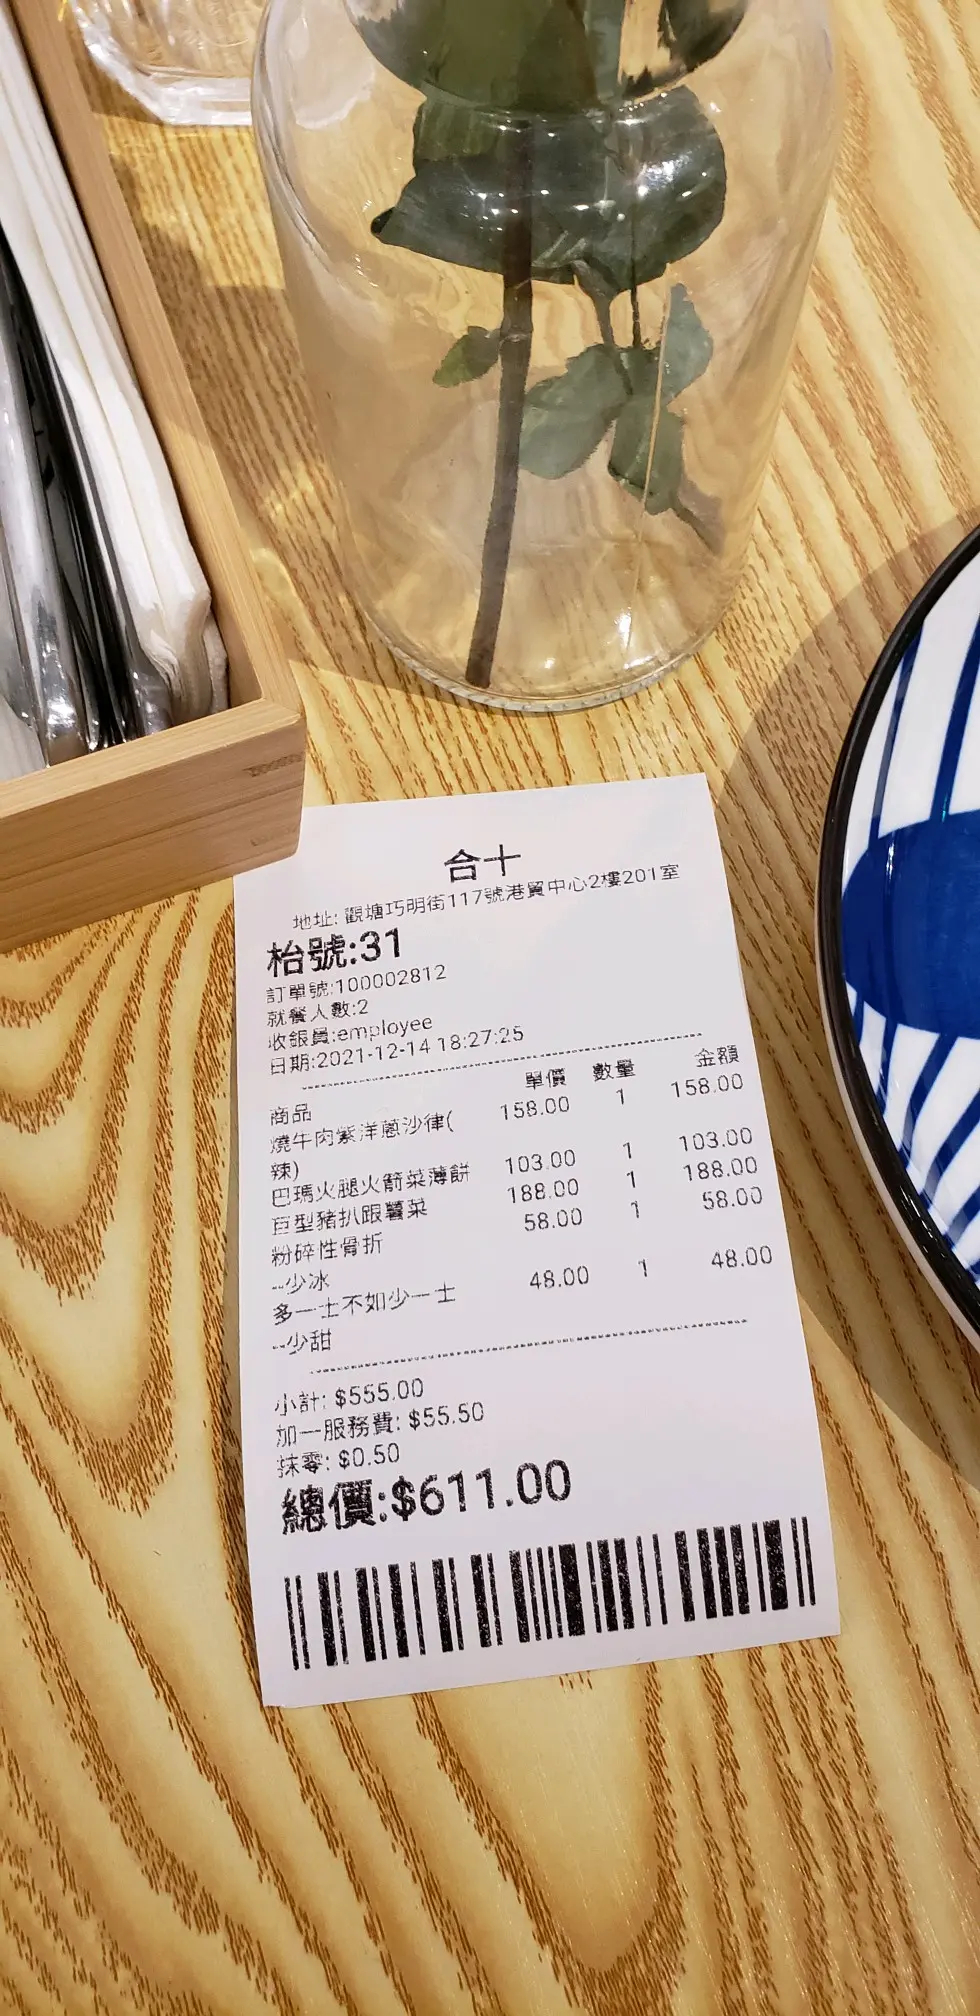 合十
地址: 觀塘巧明街117號港貿中心2樓201室
枱號:31
訂單號:100002812
就餐人數:2
收銀員:employee
日期:2021-12-14 18:27:25
商品 單價 數量 金額
燒牛肉紫洋蔥沙律( 158.00 1 158.00
辣)
巴瑪火腿火箭菜薄餅 103.00 1 103.00
巨型豬扒跟薯菜 188.00 1 188.00
粉碎性骨折 58.00 1 58.00
--少冰
多一士不如少一士 48.00 1 48.00
--少甜
小計: $555.00
加一服務費: $55.50
抹零: $0.50
總價:$611.00